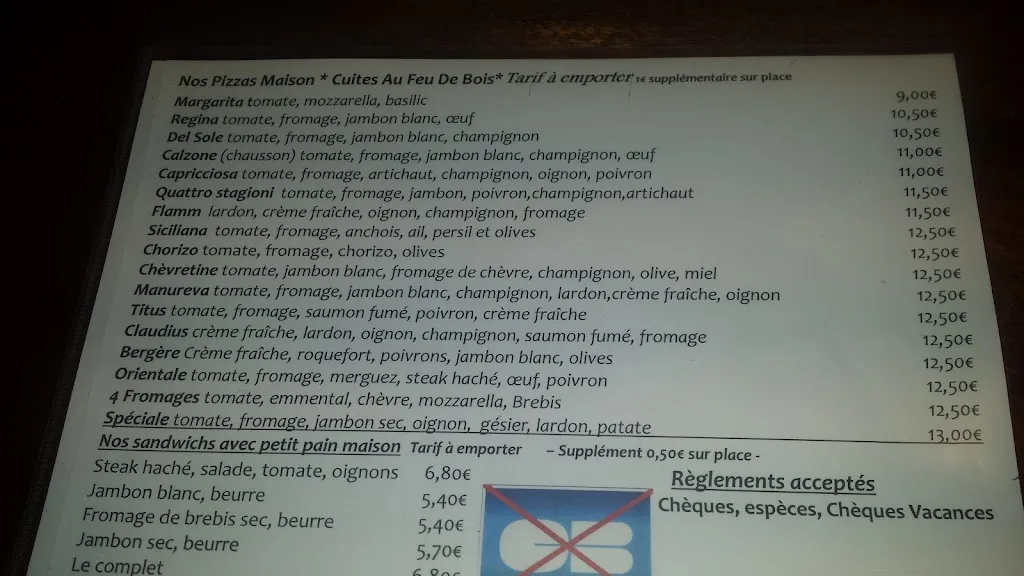 Nos Pizzas Maison * Cuites Au Feu De Bois* Tarif à emporter 1€ supplémentaire sur place
Margarita tomate, mozzarella, basilic 9,00€
Regina tomate, fromage, jambon blanc, œuf 10,50€
Del Sole tomate, fromage, jambon blanc, champignon 10,50€
Calzone (chausson) tomate, fromage, jambon blanc, champignon, œuf 11,00€
Capricciosa tomate, fromage, artichaut, champignon, oignon, poivron 11,00€
Quattro stagioni tomate, fromage, jambon, poivron,champignon,artichaut 11,50€
Flamm lardon, crème fraîche, oignon, champignon, fromage 11,50€
Siciliana tomate, fromage, anchois, ail, persil et olives 12,50€
Chorizo tomate, fromage, chorizo, olives 12,50€
Chèvretine tomate, jambon blanc, fromage de chèvre, champignon, olive, miel 12,50€
Manureva tomate, fromage, jambon blanc, champignon, lardon,crème fraîche, oignon 12,50€
Titus tomate, fromage, saumon fumé, poivron, crème fraîche 12,50€
Claudius crème fraîche, lardon, oignon, champignon, saumon fumé, fromage 12,50€
Bergère Crème fraîche, roquefort, poivrons, jambon blanc, olives 12,50€
Orientale tomate, fromage, merguez, steak haché, œuf, poivron 12,50€
4 Fromages tomate, emmental, chèvre, mozzarella, Brebis 12,50€
Spéciale tomate, fromage, jambon sec, oignon, gésier, lardon, patate 13,00€
Nos sandwichs avec petit pain maison Tarif à emporter – Supplément 0,50€ sur place -
Steak haché, salade, tomate, oignons 6,80€
Jambon blanc, beurre 5,40€
Fromage de brebis sec, beurre 5,40€
Jambon sec, beurre 5,70€
Le complet 6,80€
CB
Règlements acceptés
Chèques, espèces, Chèques Vacances